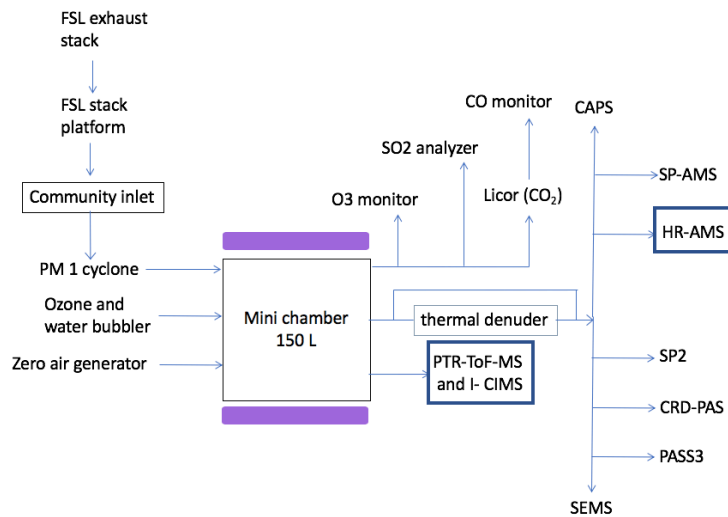 FSL exhaust
stack
FSL stack
platform
Community inlet
PM 1 cyclone
Ozone and
water bubbler
Zero air generator
Mini chamber
150 L
O3 monitor
SO2 analyzer
CO monitor
Licor (CO₂)
thermal denuder
PTR-ToF-MS
and I- CIMS
CAPS
SP-AMS
HR-AMS
SP2
CRD-PAS
PASS3
SEMS